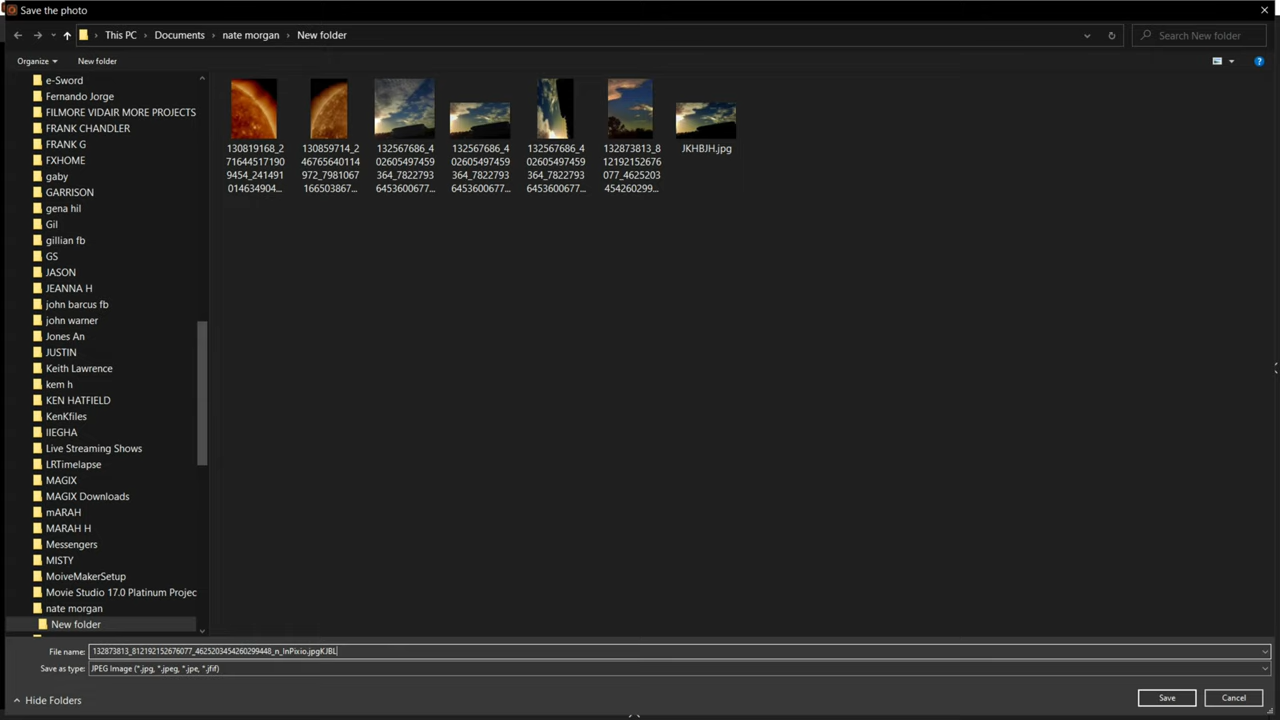 Save the photo
This PC Documents nate morgan New folder
Search New folder
Organize New folder
e-Sword
Fernando Jorge
FILMORE VIDAIR MORE PROJECTS
FRANK CHANDLER
FRANK G
FXHOME
gaby
GARRISON
gena hil
Gil
gillian fb
GS
JASON
JEANNA H
john barcus fb
john warner
Jones An
JUSTIN
Keith Lawrence
kem h
KEN HATFIELD
KenKfiles
IIEGHA
Live Streaming Shows
LRTimelapse
MAGIX
MAGIX Downloads
mARAH
MARAH H
Messengers
MISTY
MoiveMakerSetup
Movie Studio 17.0 Platinum Projec
nate morgan
New folder
130819168_2
71644517190
9454_241491
014634904...
130859714_2
46765640114
972_7981067
166503867...
132567686_4
02605497459
364_7822793
6453600677...
132567686_4
02605497459
364_7822793
6453600677...
132567686_4
02605497459
364_7822793
6453600677...
132873813_8
12192152676
077_4625203
454260299...
JKHBJH.jpg
File name: 132873813_812192152676077_4625203454260299448_n_InPixio.jpgKJBL
Save as type: JPEG Image (*.jpg, *.jpeg, *.jpe, *.jfif)
Hide Folders
Save
Cancel